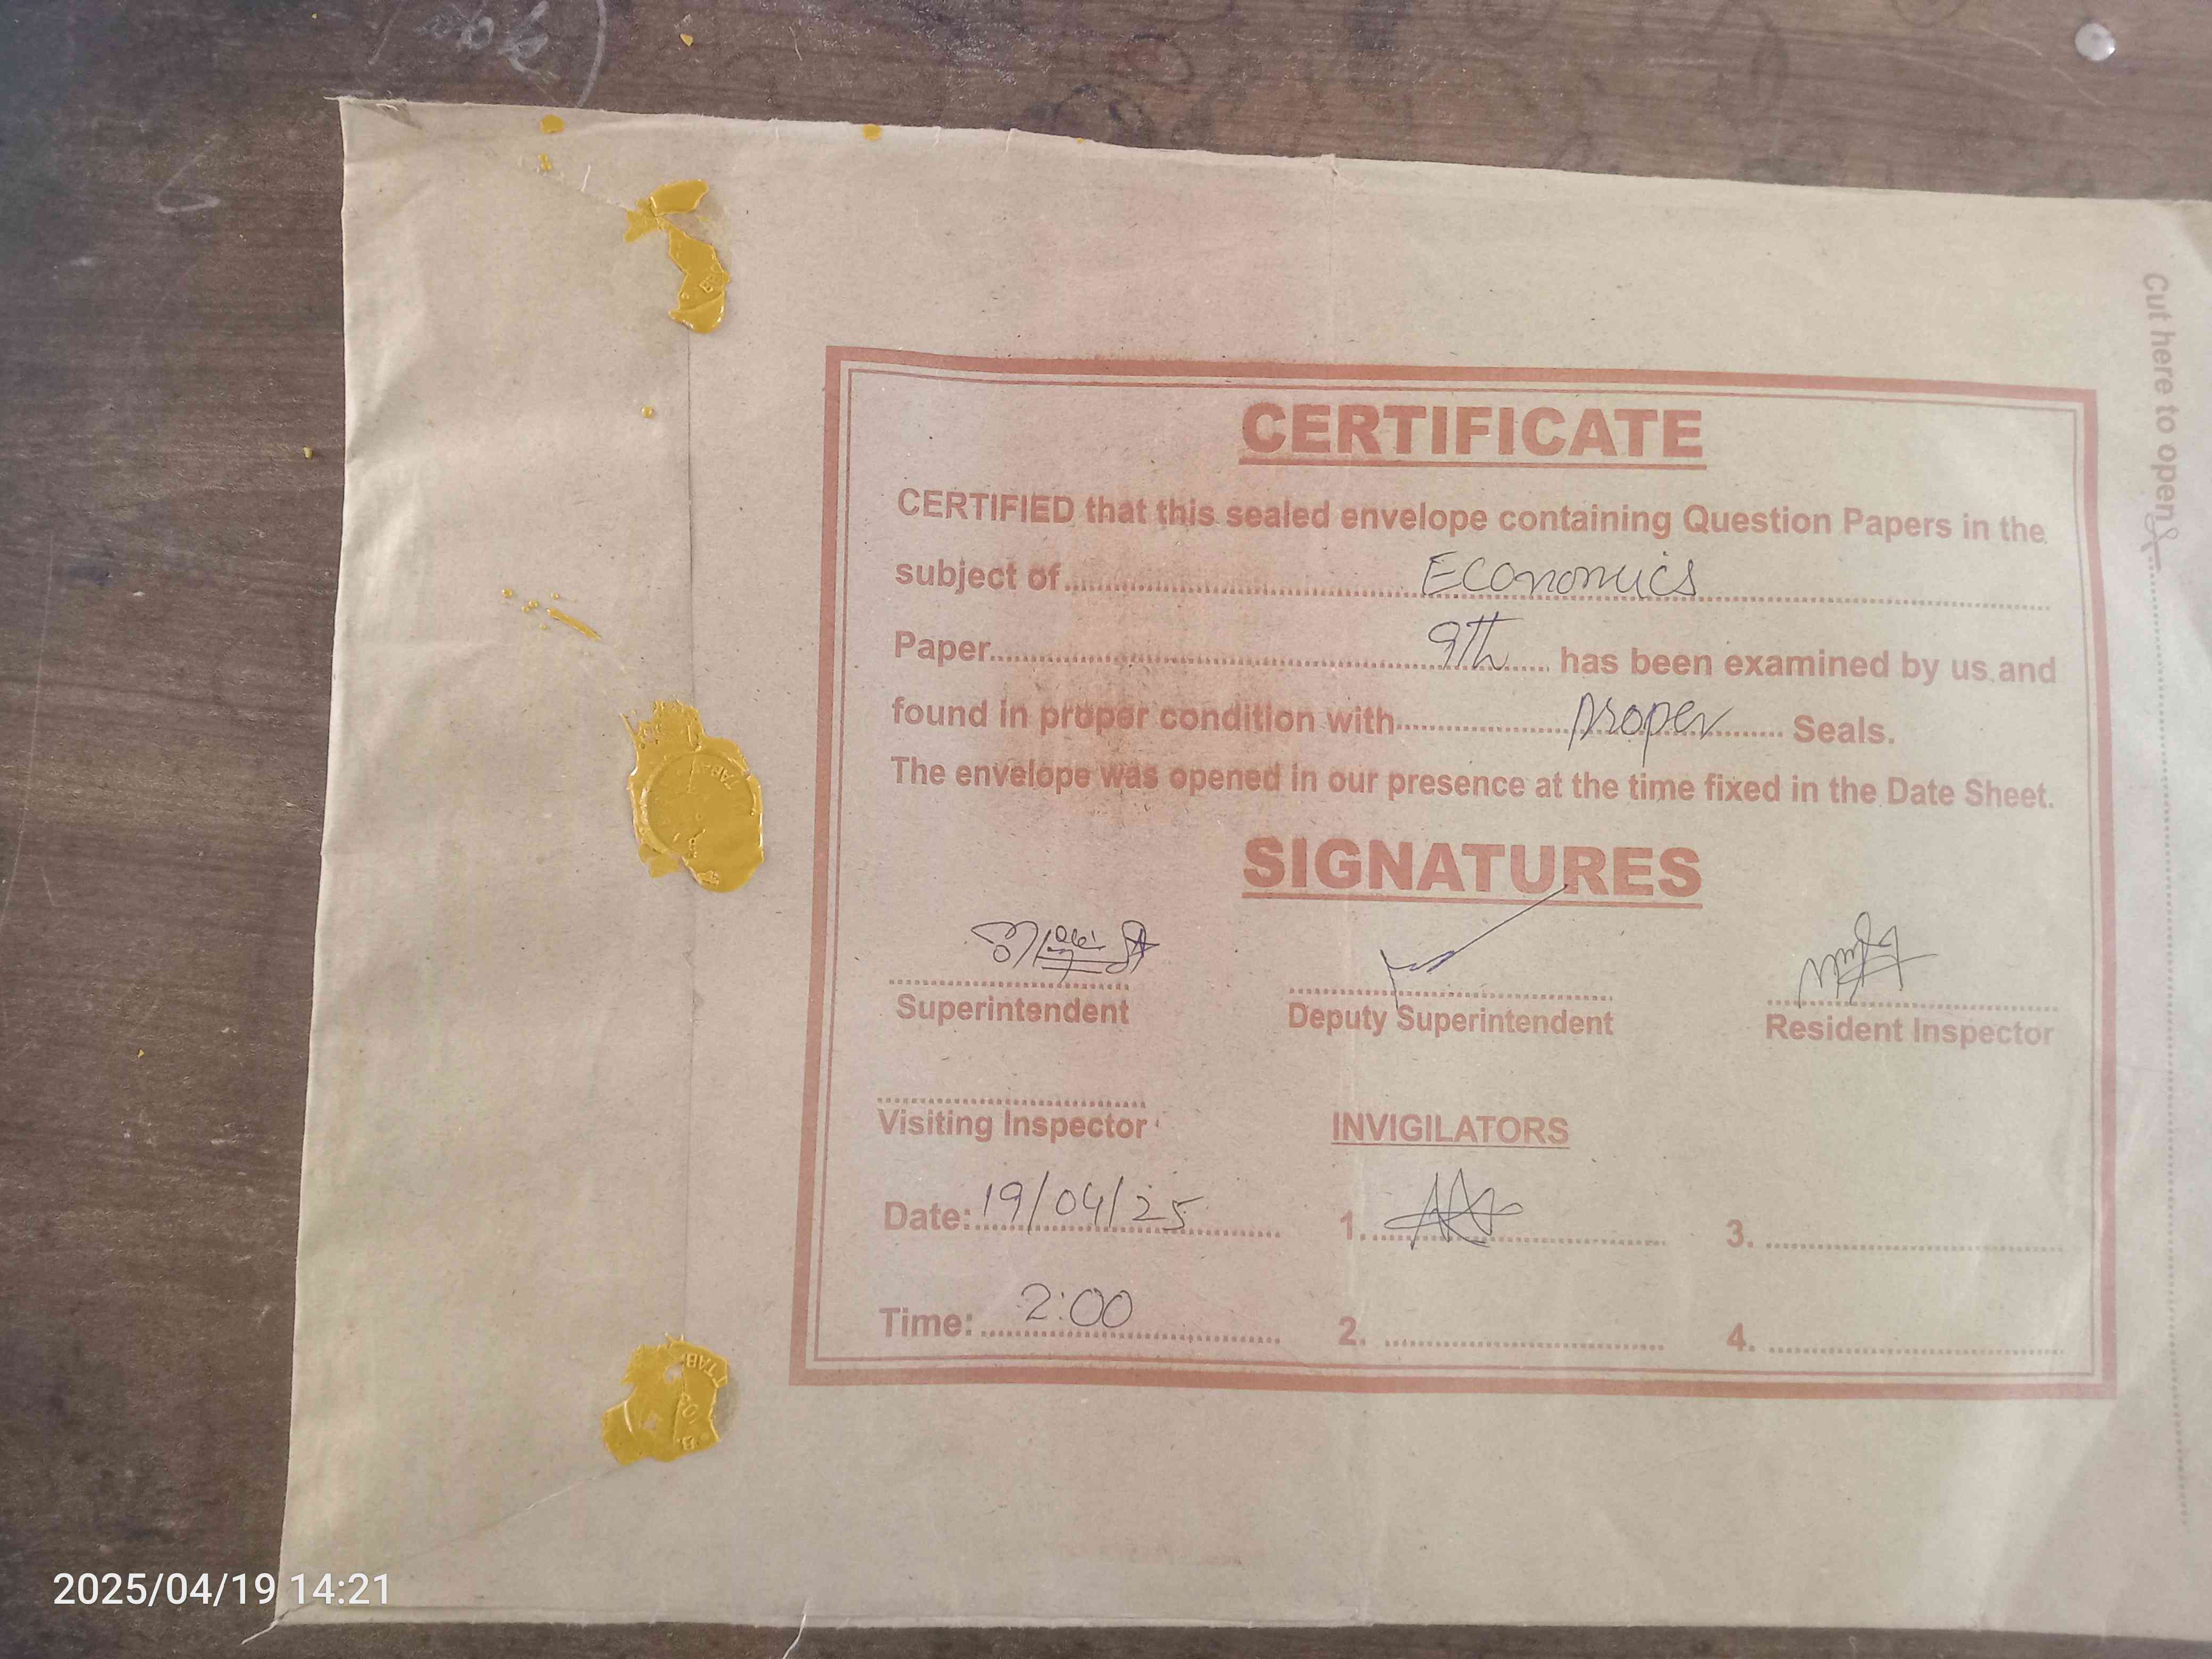 CERTIFICATE
CERTIFIED that this sealed envelope containing Question Papers in the
subject of Economics
Paper 9th has been examined by us and
found in proper condition with proper Seals.
The envelope was opened in our presence at the time fixed in the Date Sheet.
SIGNATURES
Superintendent Deputy Superintendent Resident Inspector
Visiting Inspector INVIGILATORS
Date: 19/04/25 1. 3.
Time: 2:00 2. 4.
Cut here to open
2025/04/19 14:21